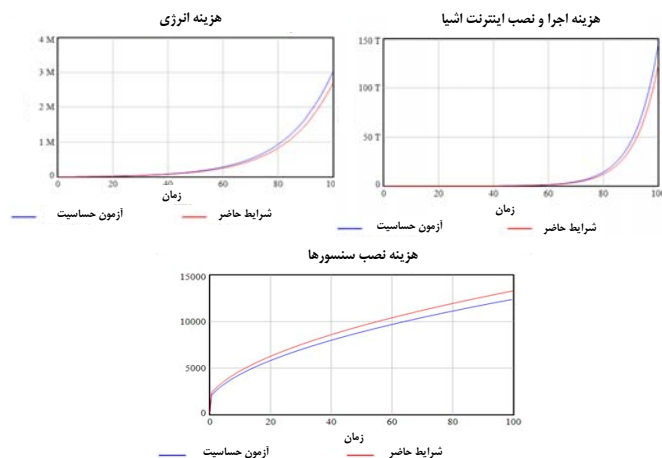 هزینه انرژی
4 M
3 M
2 M
1 M
0
0 20 40 60 80 100
زمان
آزمون حساسیت شرایط حاضر
هزینه اجرا و نصب اینترنت اشیا
150 T
100 T
50 T
0
0 20 40 60 80 100
زمان
آزمون حساسیت شرایط حاضر
هزینه نصب سنسورها
15000
10000
5000
0
0 20 40 60 80 100
زمان
آزمون حساسیت شرایط حاضر